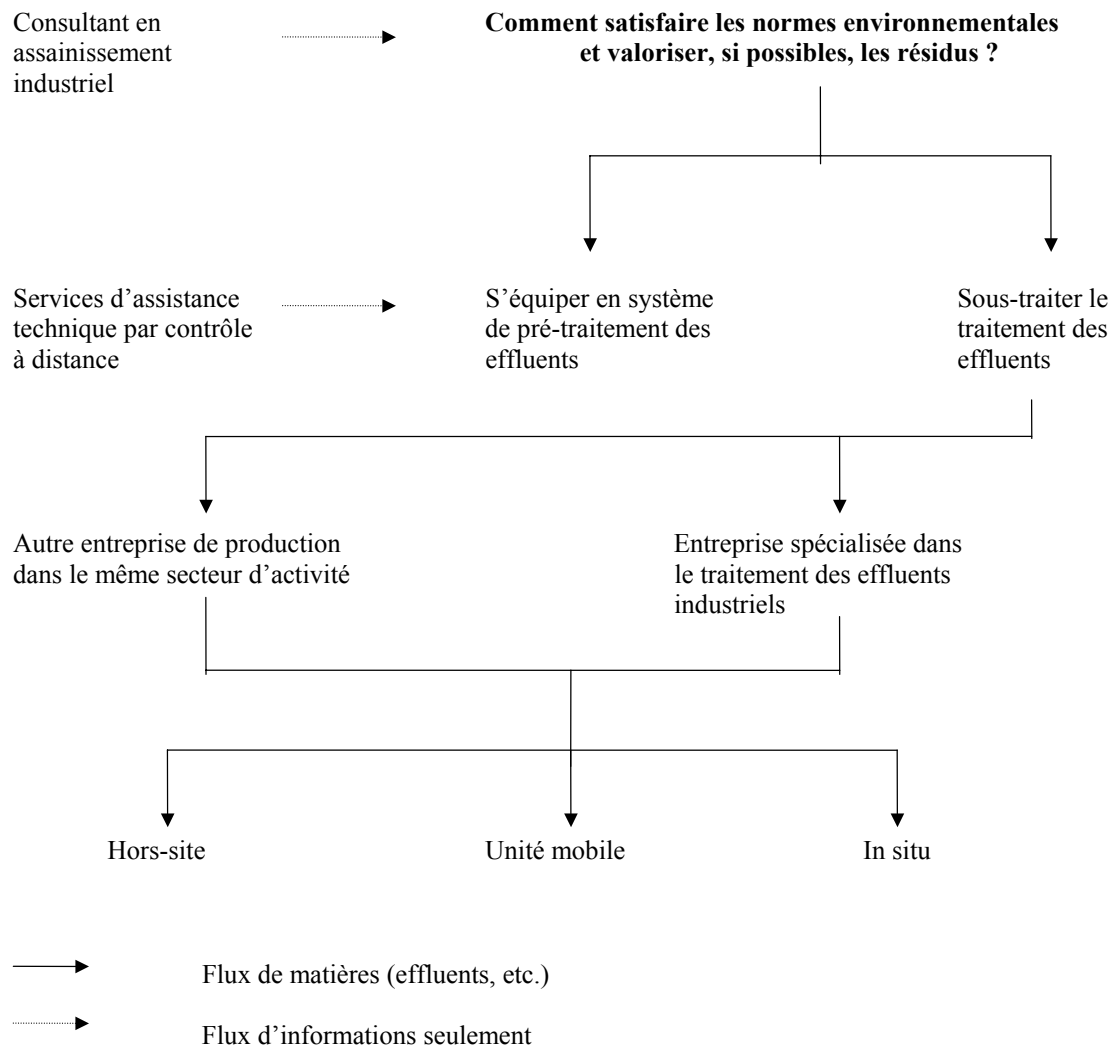 Consultant en
assainissement
industriel
Comment satisfaire les normes environnementales
et valoriser, si possibles, les résidus ?
Services d'assistance
technique par contrôle
à distance
S'équiper en système
de pré-traitement des
effluents
Sous-traiter le
traitement des
effluents
Autre entreprise de production
dans le même secteur d'activité
Entreprise spécialisée dans
le traitement des effluents
industriels
Hors-site
Unité mobile
In situ
Flux de matières (effluents, etc.)
Flux d'informations seulement